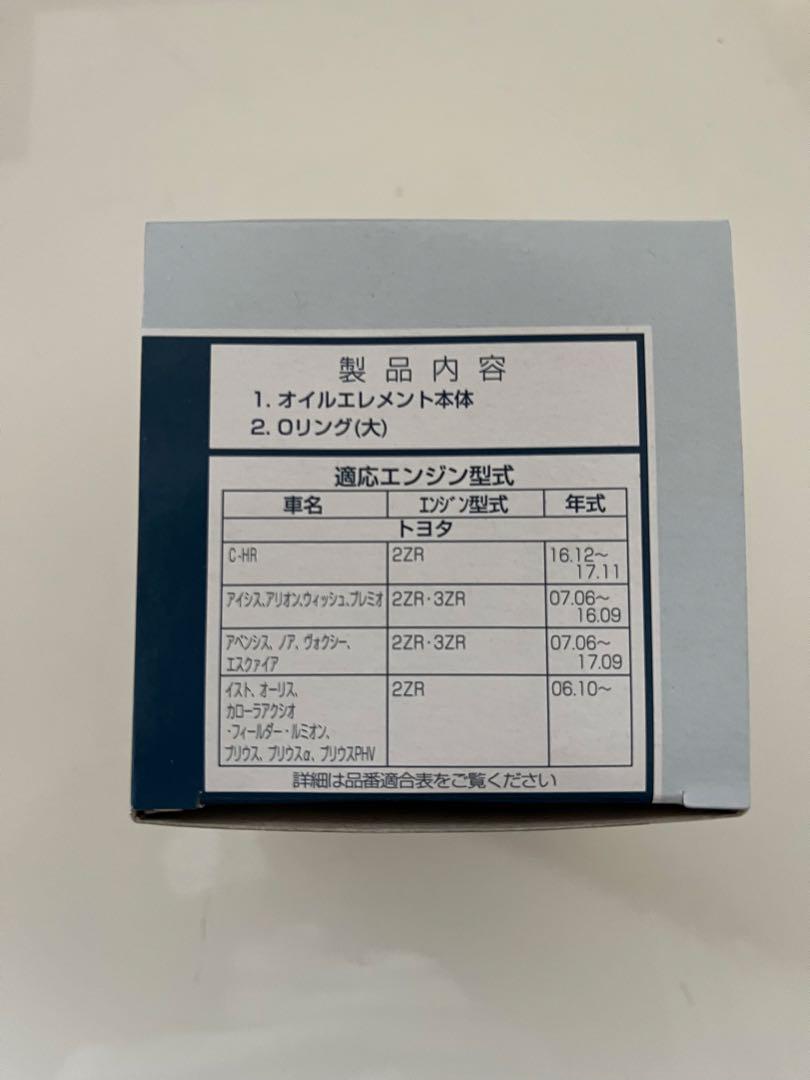 製品内容
1. オイルエレメント本体
2. Oリング(大)
適応エンジン型式
車名 エンジン型式 年式
トヨタ
C-HR 2ZR 16.12～
17.11
アイシス、アリオン、ウィッシュ、プレミオ 2ZR・3ZR 07.06～
16.09
アベンシス、ノア、ヴォクシー、 2ZR・3ZR 07.06～
エスクァイア 17.09
イスト、オーリス、 2ZR 06.10～
カローラアクシオ
・フィールダー・ルミオン、
プリウス、プリウスα、プリウスPHV
詳細は品番適合表をご覧ください